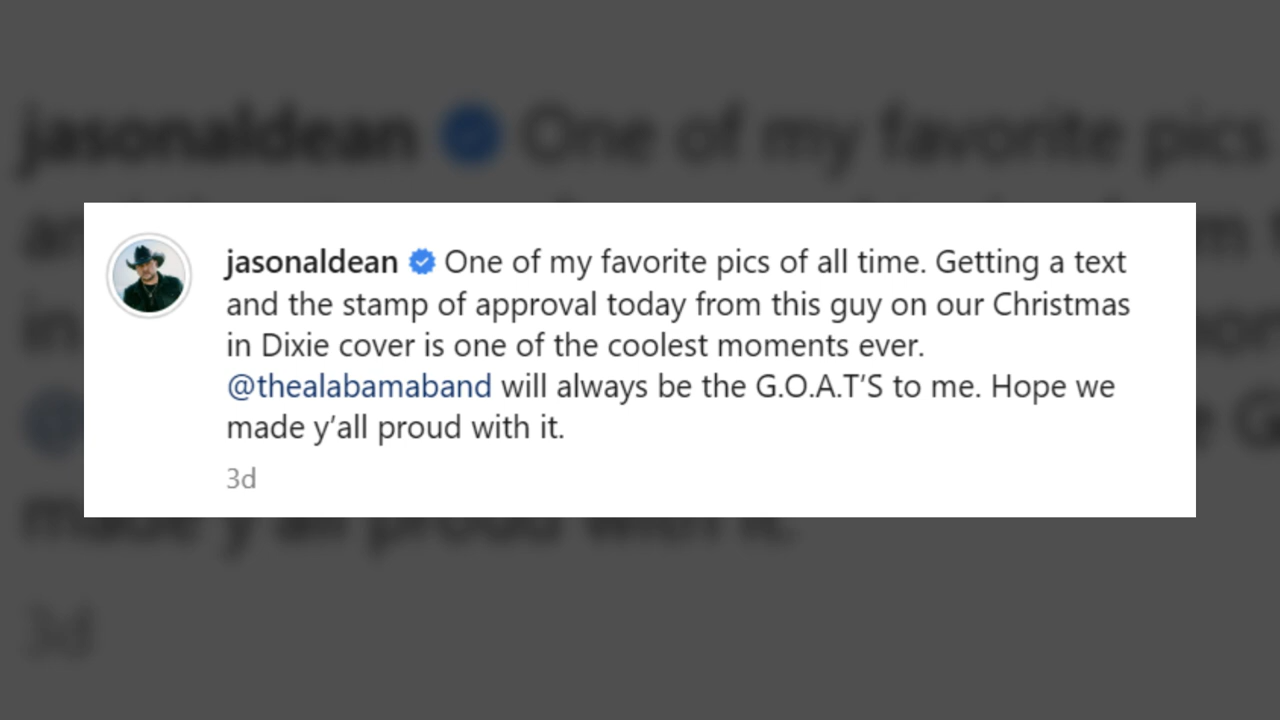 jasonaldean One of my favorite pics of all time. Getting a text
and the stamp of approval today from this guy on our Christmas
in Dixie cover is one of the coolest moments ever.
@thealabamaband will always be the G.O.A.T’S to me. Hope we
made y’all proud with it.
3d